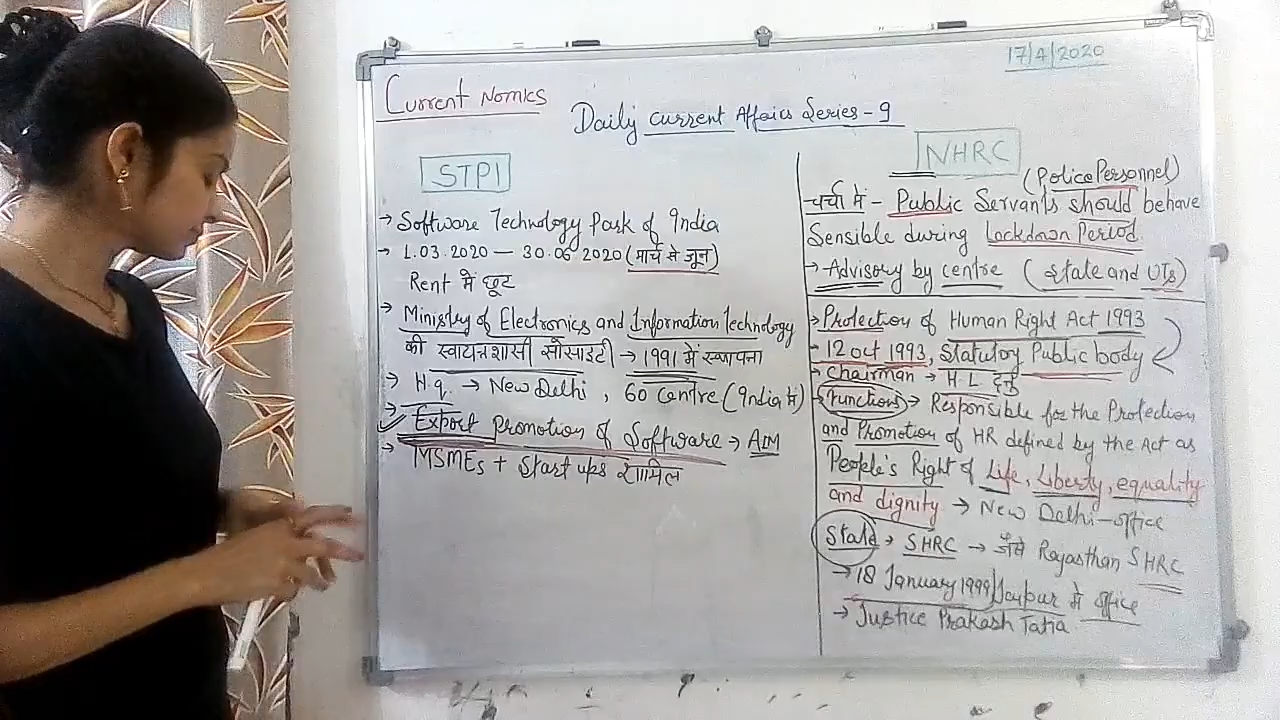 17/4/2020
Current Nomics
Daily Current Affairs Series - 9
STPI
→ Software Technology Park of India
→ 1.03.2020 — 30.06.2020 (मार्च से जून)
Rent में छूट
→ Ministry of Electronics and Information Technology
की स्वायत्तशासी सोसाइटी → 1991 में स्थापना
→ H.q. → New Delhi, 60 Centre (India में)
→ Export Promotion of Software → AIM
→ MSMEs + Start ups शामिल
NHRC
(Police Personnel)
→ चर्चा में - Public Servants should behave
Sensible during Lockdown Period.
→ Advisory by centre (State and UTs)
→ Protection of Human Right Act 1993
→ 12 Oct 1993, Statutory Public body
→ Chairman → H.L. दत्तु
→ Functions → Responsible for the Protection
and Promotion of HR defined by the Act as
People's Right of Life, Liberty, equality
and dignity → New Delhi - office
State → SHRC → जैसे Rajasthan SHRC
→ 18 January 1999/Jaipur में office
→ Justice Prakash Tatia